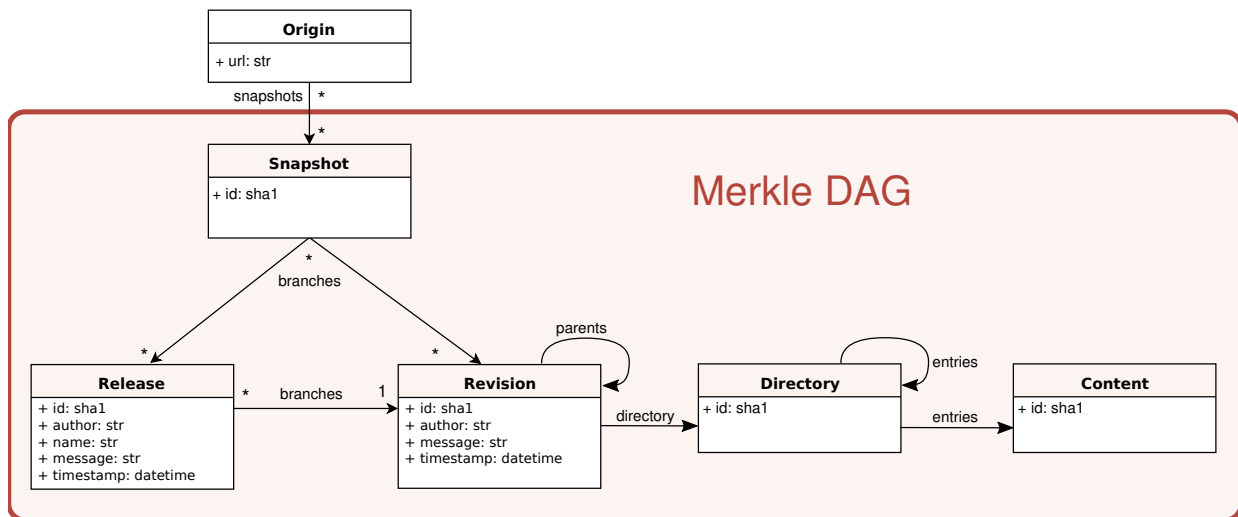 Origin
+ url: str
snapshots
*
*
Snapshot
+ id: sha1
Merkle DAG
*
branches
*
*
parents
entries
Release
+ id: sha1
+ author: str
+ name: str
+ message: str
+ timestamp: datetime
*
branches
1
Revision
+ id: sha1
+ author: str
+ message: str
+ timestamp: datetime
directory
Directory
+ id: sha1
entries
Content
+ id: sha1